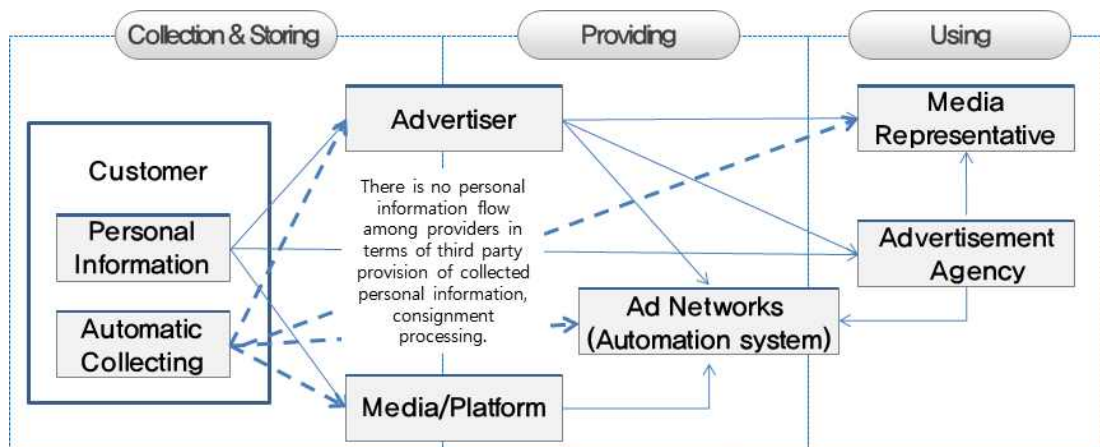 Collection & Storing
Providing
Using
Advertiser
Media
Representative
Customer
There is no personal
information flow
among providers in
terms of third party
provision of collected
personal information,
consignment
processing.
Personal
Information
Advertisement
Agency
Automatic
Collecting
Ad Networks
(Automation system)
Media/Platform